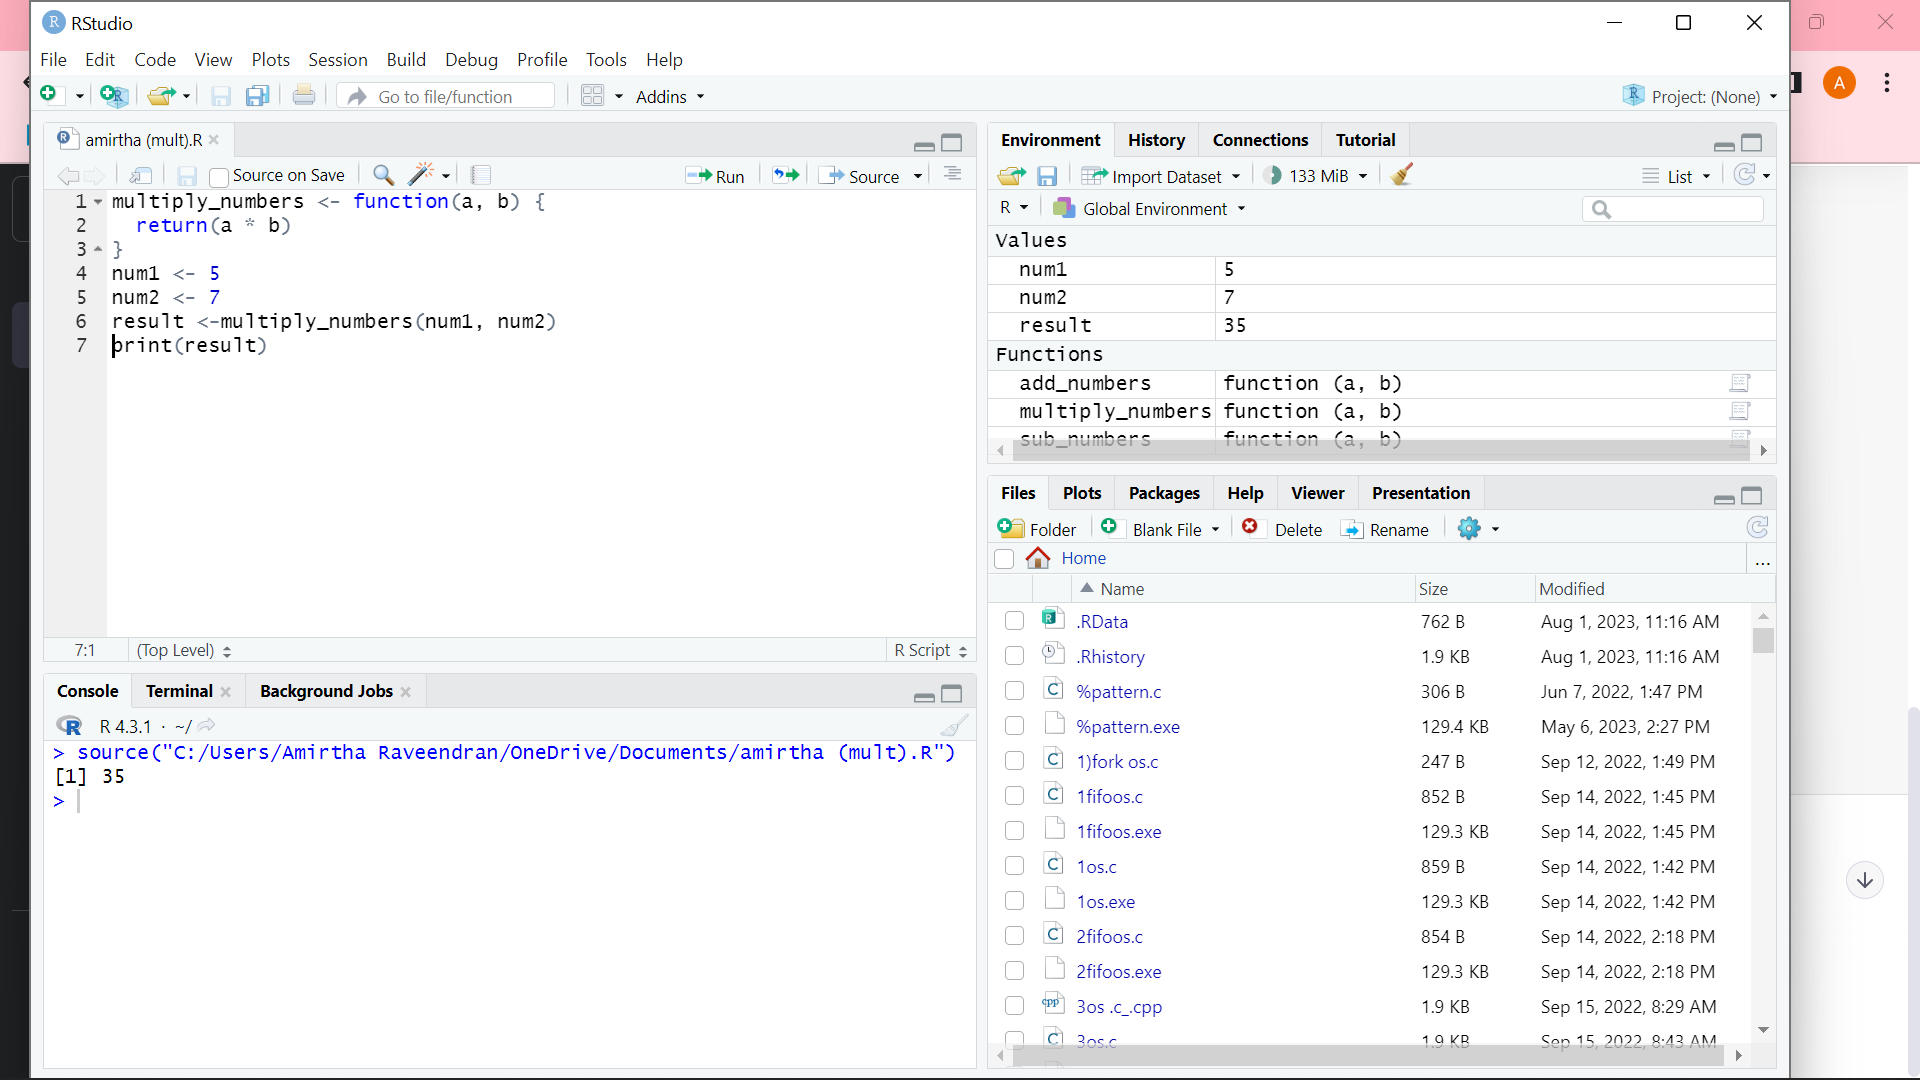 RStudio
File Edit Code View Plots Session Build Debug Profile Tools Help
Go to file/function Addins Project: (None)
A
amirtha (mult).R
Source on Save Run Source
1 multiply_numbers <- function(a, b) {
2 return(a * b)
3 }
4 num1 <- 5
5 num2 <- 7
6 result <-multiply_numbers(num1, num2)
7 print(result)
7:1 (Top Level) R Script
Console Terminal Background Jobs
R 4.3.1 · ~/
> source("C:/Users/Amirtha Raveendran/OneDrive/Documents/amirtha (mult).R")
[1] 35
>
Environment History Connections Tutorial
Import Dataset 133 MiB List
R Global Environment
Values
num1 5
num2 7
result 35
Functions
add_numbers function (a, b)
multiply_numbers function (a, b)
sub_numbers function (a, b)
Files Plots Packages Help Viewer Presentation
Folder Blank File Delete Rename
Home ...
Name Size Modified
.RData 762 B Aug 1, 2023, 11:16 AM
.Rhistory 1.9 KB Aug 1, 2023, 11:16 AM
%pattern.c 306 B Jun 7, 2022, 1:47 PM
%pattern.exe 129.4 KB May 6, 2023, 2:27 PM
1)fork os.c 247 B Sep 12, 2022, 1:49 PM
1fifoos.c 852 B Sep 14, 2022, 1:45 PM
1fifoos.exe 129.3 KB Sep 14, 2022, 1:45 PM
1os.c 859 B Sep 14, 2022, 1:42 PM
1os.exe 129.3 KB Sep 14, 2022, 1:42 PM
2fifoos.c 854 B Sep 14, 2022, 2:18 PM
2fifoos.exe 129.3 KB Sep 14, 2022, 2:18 PM
3os .c_.cpp 1.9 KB Sep 15, 2022, 8:29 AM
3os.c 1.9 KB Sep 15, 2022, 8:43 AM